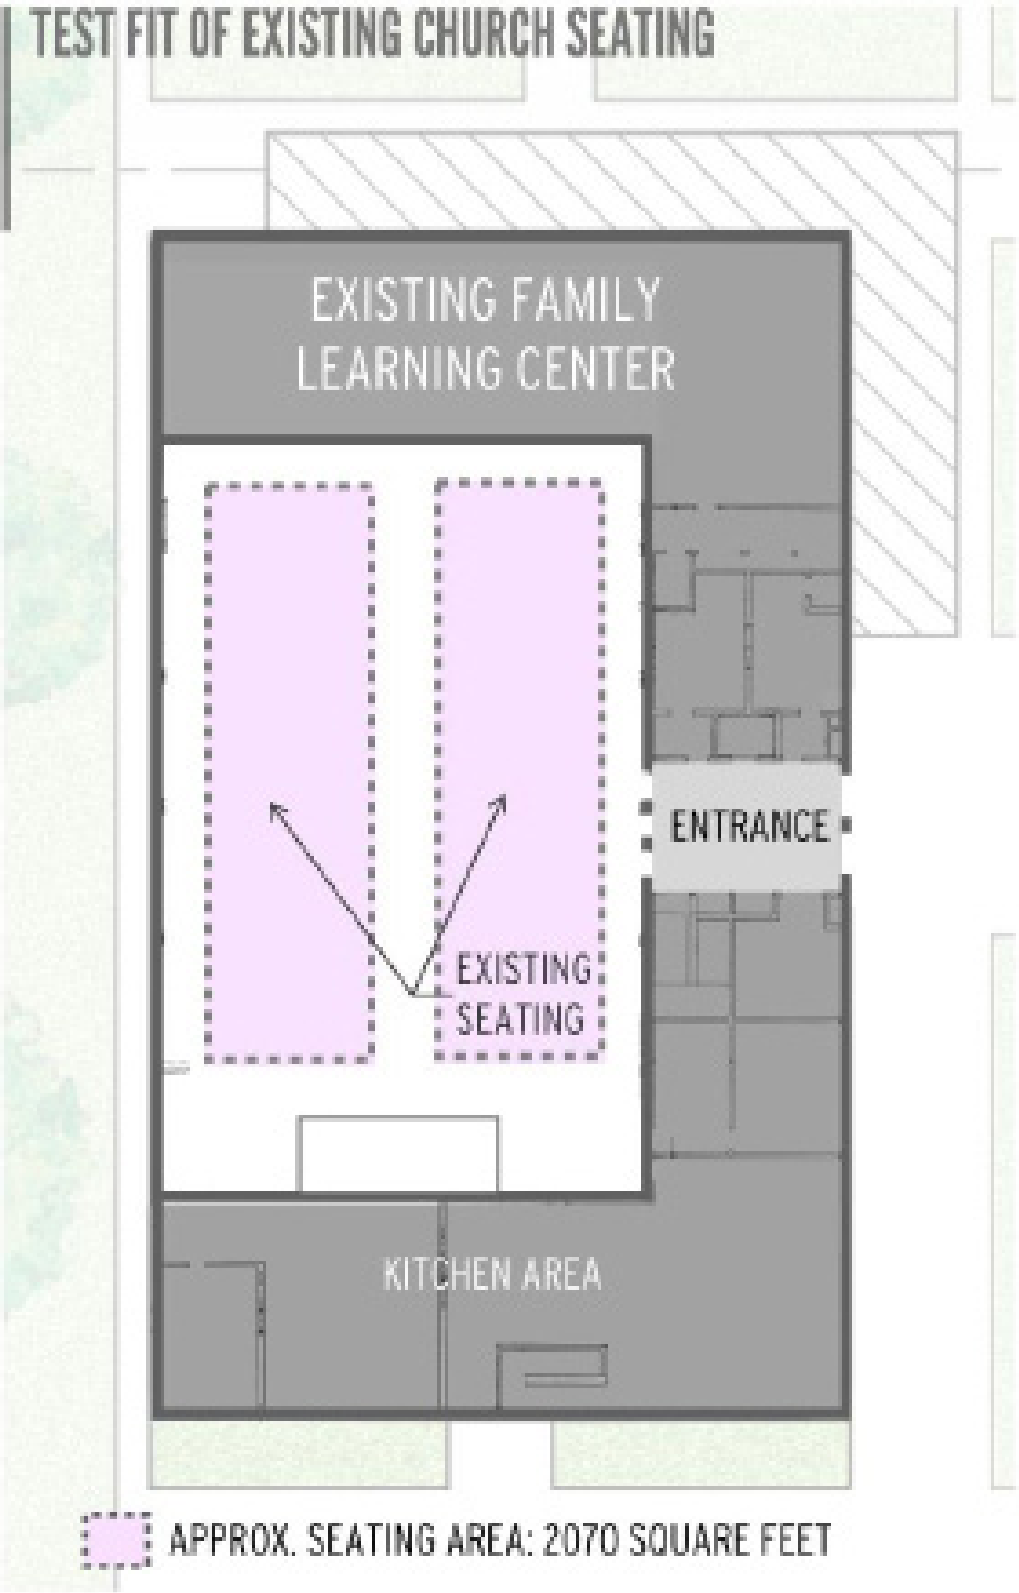 TEST FIT OF EXISTING CHURCH SEATING
EXISTING FAMILY
LEARNING CENTER
ENTRANCE
EXISTING
SEATING
KITCHEN AREA
APPROX. SEATING AREA: 2070 SQUARE FEET